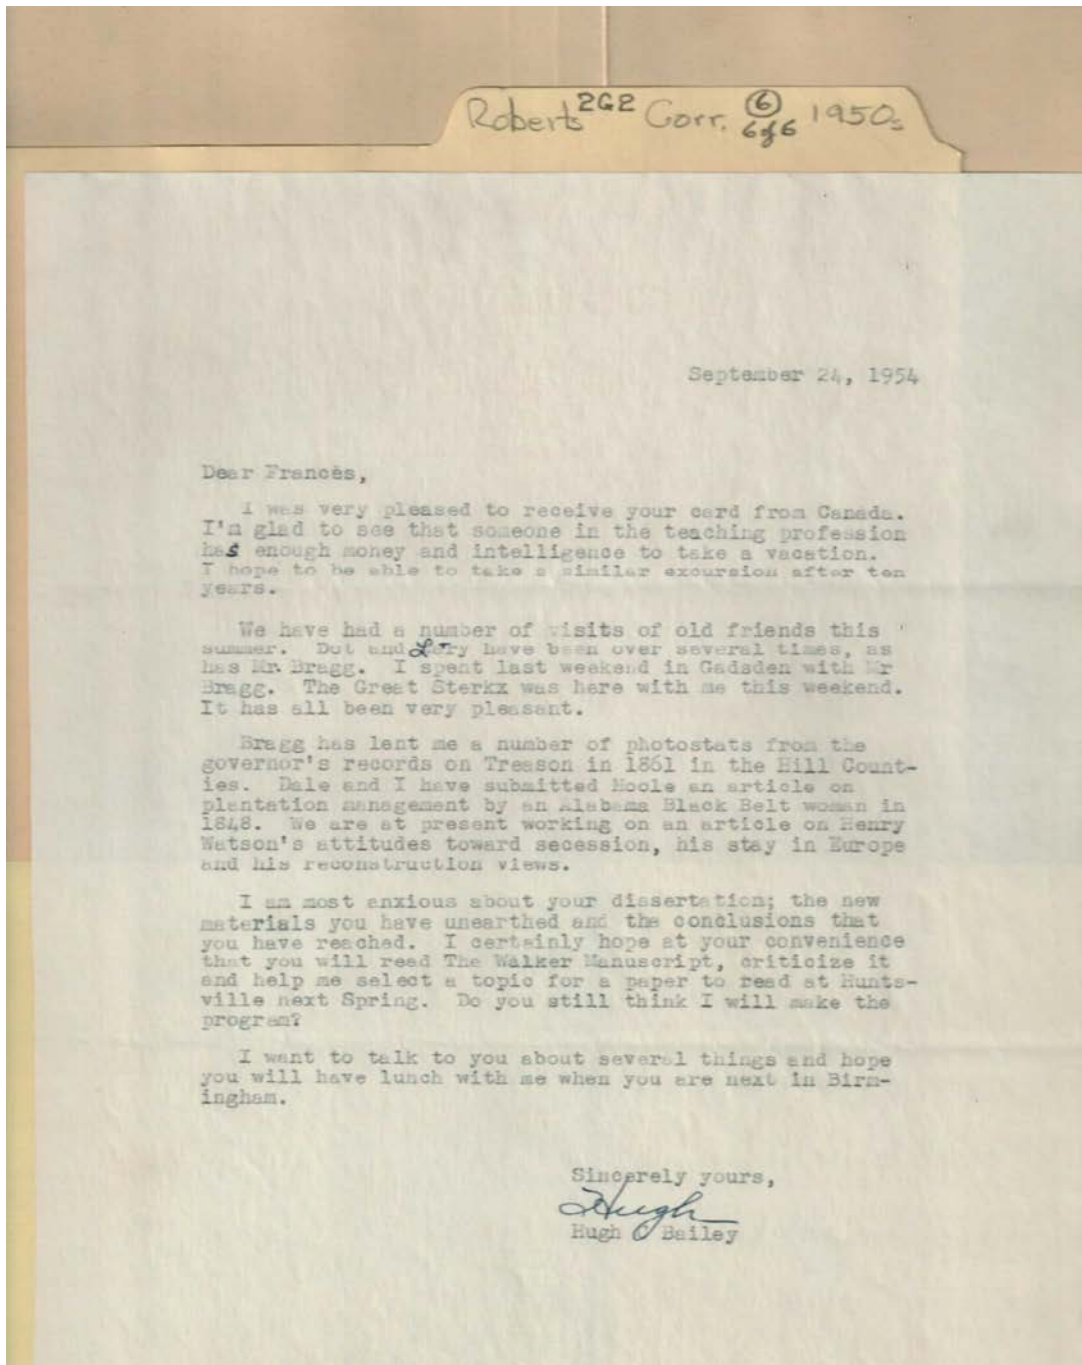 Roberts 2G2 Corr. 6 1950s
6 of 6
September 24, 1954
Dear Frances,
I was very pleased to receive your card from Canada.
I'm glad to see that someone in the teaching profession
has enough money and intelligence to take a vacation.
I hope to be able to take a similar excursion after ten
years.
We have had a number of visits of old friends this
summer. Dot and Lery have been over several times, as
has Mr. Bragg. I spent last weekend in Gadsden with Mr
Bragg. The Great Sterkx was here with me this weekend.
It has all been very pleasant.
Bragg has lent me a number of photostats from the
governor's records on Treason in 1861 in the Hill Count-
ies. Dale and I have submitted Hoole an article on
plantation management by an Alabama Black Belt woman in
1848. We are at present working on an article on Henry
Watson's attitudes toward secession, his stay in Europe
and his reconstruction views.
I am most anxious about your dissertation; the new
materials you have unearthed and the conclusions that
you have reached. I certainly hope at your convenience
that you will read The Walker Manuscript, criticize it
and help me select a topic for a paper to read at Hunts-
ville next Spring. Do you still think I will make the
program?
I want to talk to you about several things and hope
you will have lunch with me when you are next in Birm-
ingham.
Sincerely yours,
Hugh
Hugh C Bailey